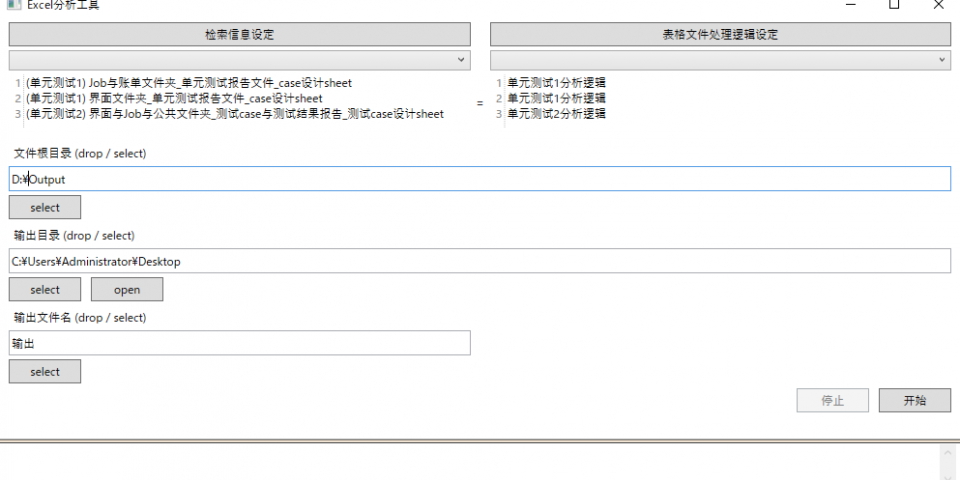 Excel分析工具
检索信息设定
表格文件处理逻辑设定
1 (单元测试1) Job与账单文件夹_单元测试报告文件_case设计sheet
2 (单元测试1) 界面文件夹_单元测试报告文件_case设计sheet
3 (单元测试2) 界面与Job与公共文件夹_测试case与测试结果报告_测试case设计sheet
=
1 单元测试1分析逻辑
2 单元测试1分析逻辑
3 单元测试2分析逻辑
文件根目录 (drop / select)
D:¥Output
select
输出目录 (drop / select)
C:¥Users¥Administrator¥Desktop
select
open
输出文件名 (drop / select)
输出
select
停止
开始